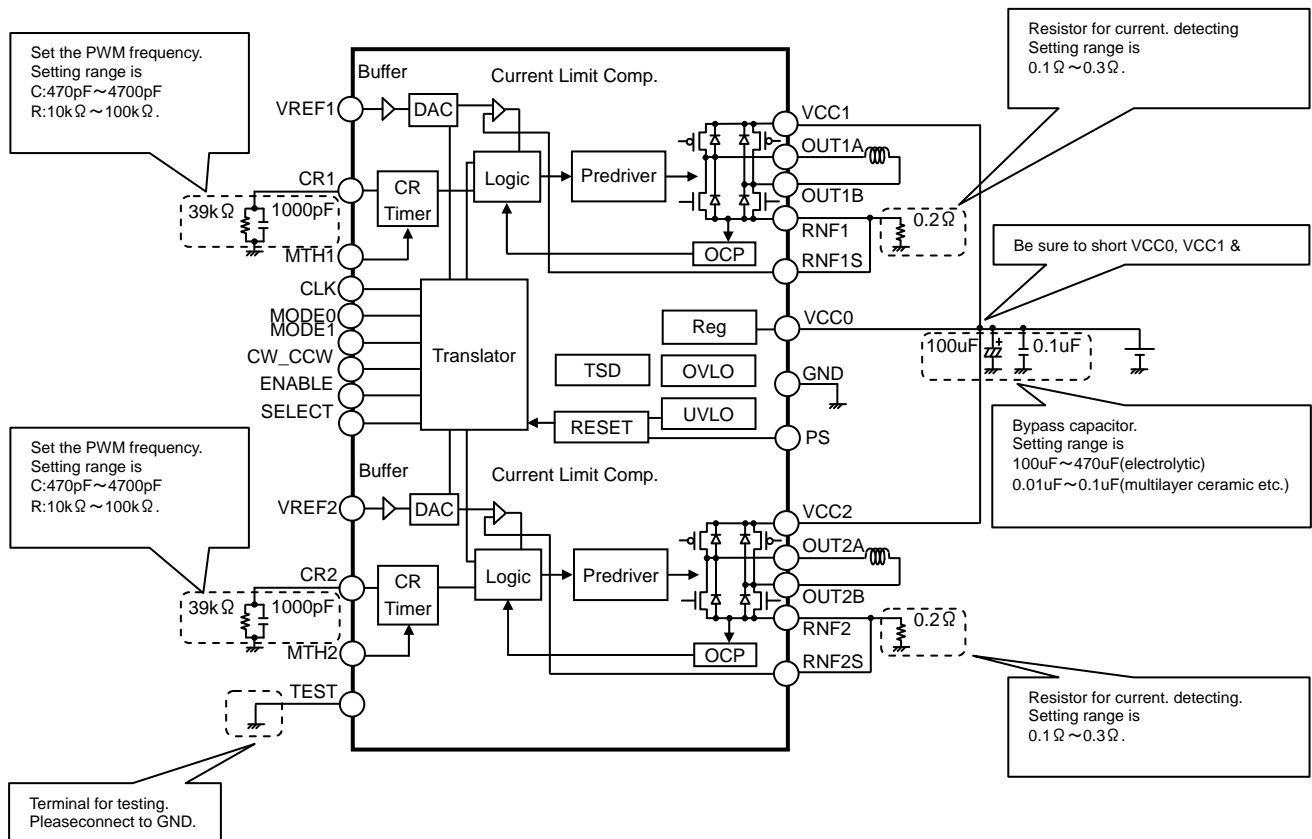 Set the PWM frequency.
Setting range is
C:470pF～4700pF
R:10kΩ～100kΩ.
Resistor for current. detecting
Setting range is
0.1Ω～0.3Ω.
Buffer
Current Limit Comp.
VREF1
DAC
VCC1
OUT1A
OUT1B
CR1
CR
Timer
Logic
Predriver
39kΩ
1000pF
RNF1
0.2Ω
MTH1
OCP
RNF1S
Be sure to short VCC0, VCC1 &
CLK
MODE0
MODE1
CW_CCW
ENABLE
SELECT
Translator
Reg
VCC0
TSD
OVLO
GND
UVLO
RESET
PS
100uF
+
0.1uF
Bypass capacitor.
Setting range is
100uF～470uF(electrolytic)
0.01uF～0.1uF(multilayer ceramic etc.)
Set the PWM frequency.
Setting range is
C:470pF～4700pF
R:10kΩ～100kΩ.
Buffer
Current Limit Comp.
VREF2
DAC
VCC2
OUT2A
OUT2B
CR2
CR
Timer
Logic
Predriver
39kΩ
1000pF
RNF2
0.2Ω
MTH2
OCP
RNF2S
TEST
Resistor for current. detecting.
Setting range is
0.1Ω～0.3Ω.
Terminal for testing.
Pleaseconnect to GND.